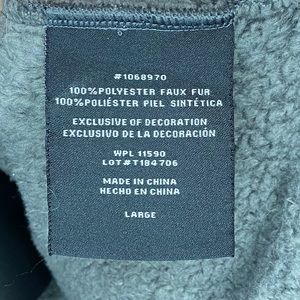 #1068970
100%POLYESTER FAUX FUR
100%POLIÉSTER PIEL SINTÉTICA
EXCLUSIVE OF DECORATION
EXCLUSIVO DE LA DECORACIÓN
WPL 11590
LOT#T184706
MADE IN CHINA
HECHO EN CHINA
LARGE